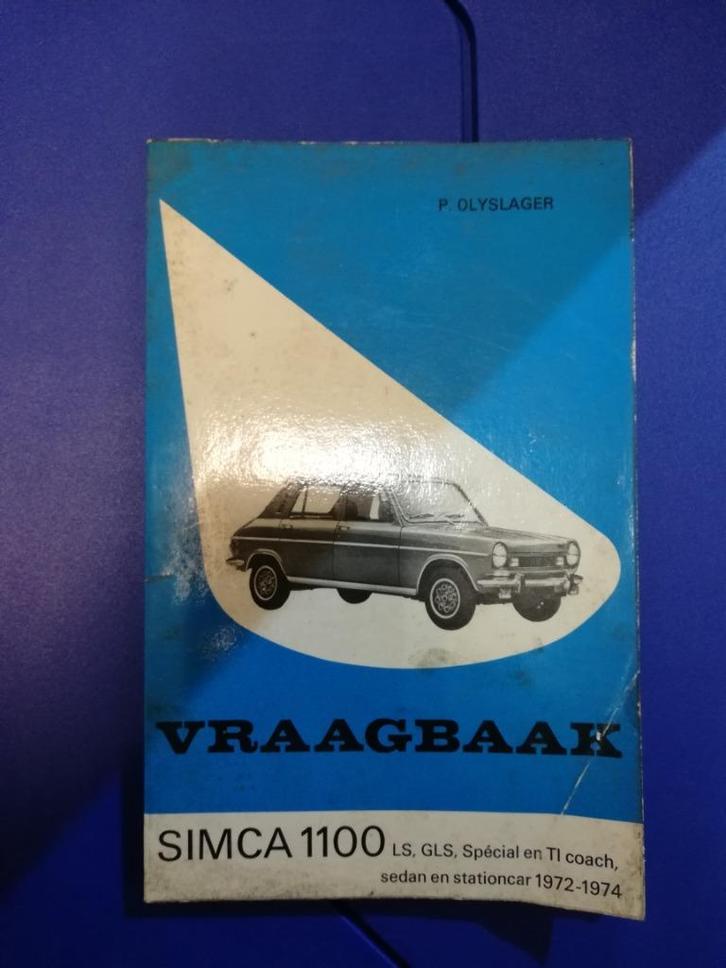 P. OLYSLAGER
VRAAGBAAK
SIMCA 1100 LS, GLS, Spécial en TI coach,
sedan en stationcar 1972-1974